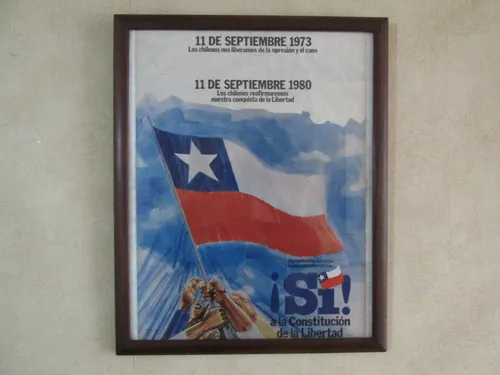 11 DE SEPTIEMBRE 1973
Los chilenos nos liberamos de la opresión y el caos
11 DE SEPTIEMBRE 1980
Los chilenos reafirmaremos
nuestra conquista de la Libertad
¡Sí!
a la Constitución
de la Libertad